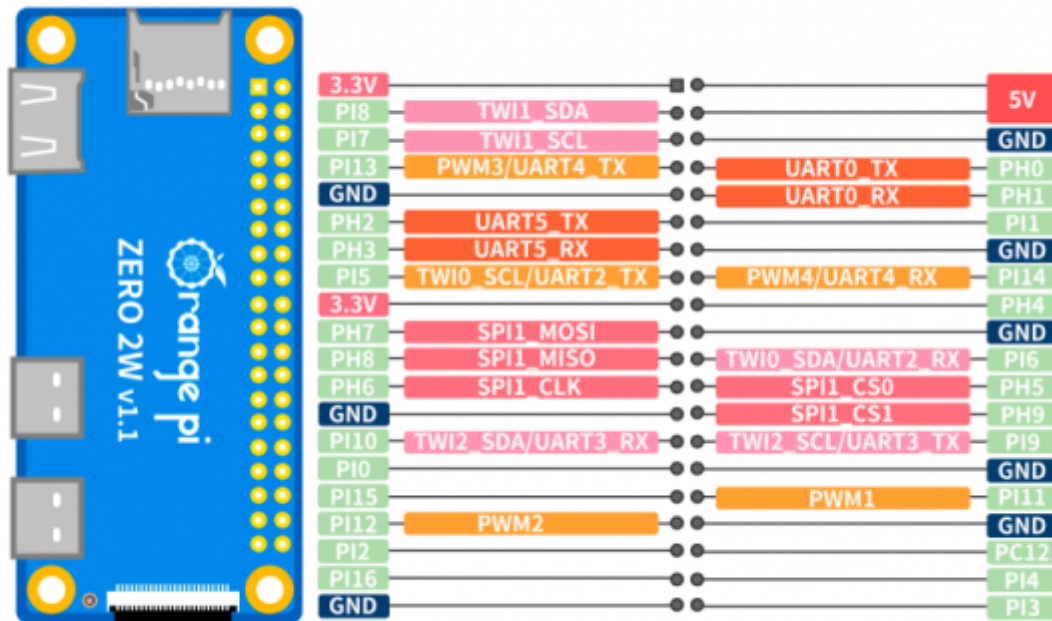 Orange pi
ZERO 2W v1.1
3.3V 5V
PI8 TWI1_SDA
PI7 TWI1_SCL GND
PI13 PWM3/UART4_TX UART0_TX PH0
GND UART0_RX PH1
PH2 UART5_TX PI1
PH3 UART5_RX GND
PI5 TWI0_SCL/UART2_TX PWM4/UART4_RX PI14
3.3V PH4
PH7 SPI1_MOSI GND
PH8 SPI1_MISO TWI0_SDA/UART2_RX PI6
PH6 SPI1_CLK SPI1_CS0 PH5
GND SPI1_CS1 PH9
PI10 TWI2_SDA/UART3_RX TWI2_SCL/UART3_TX PI9
PI0 GND
PI15 PWM1 PI11
PI12 PWM2 GND
PI2 PC12
PI16 PI4
GND PI3